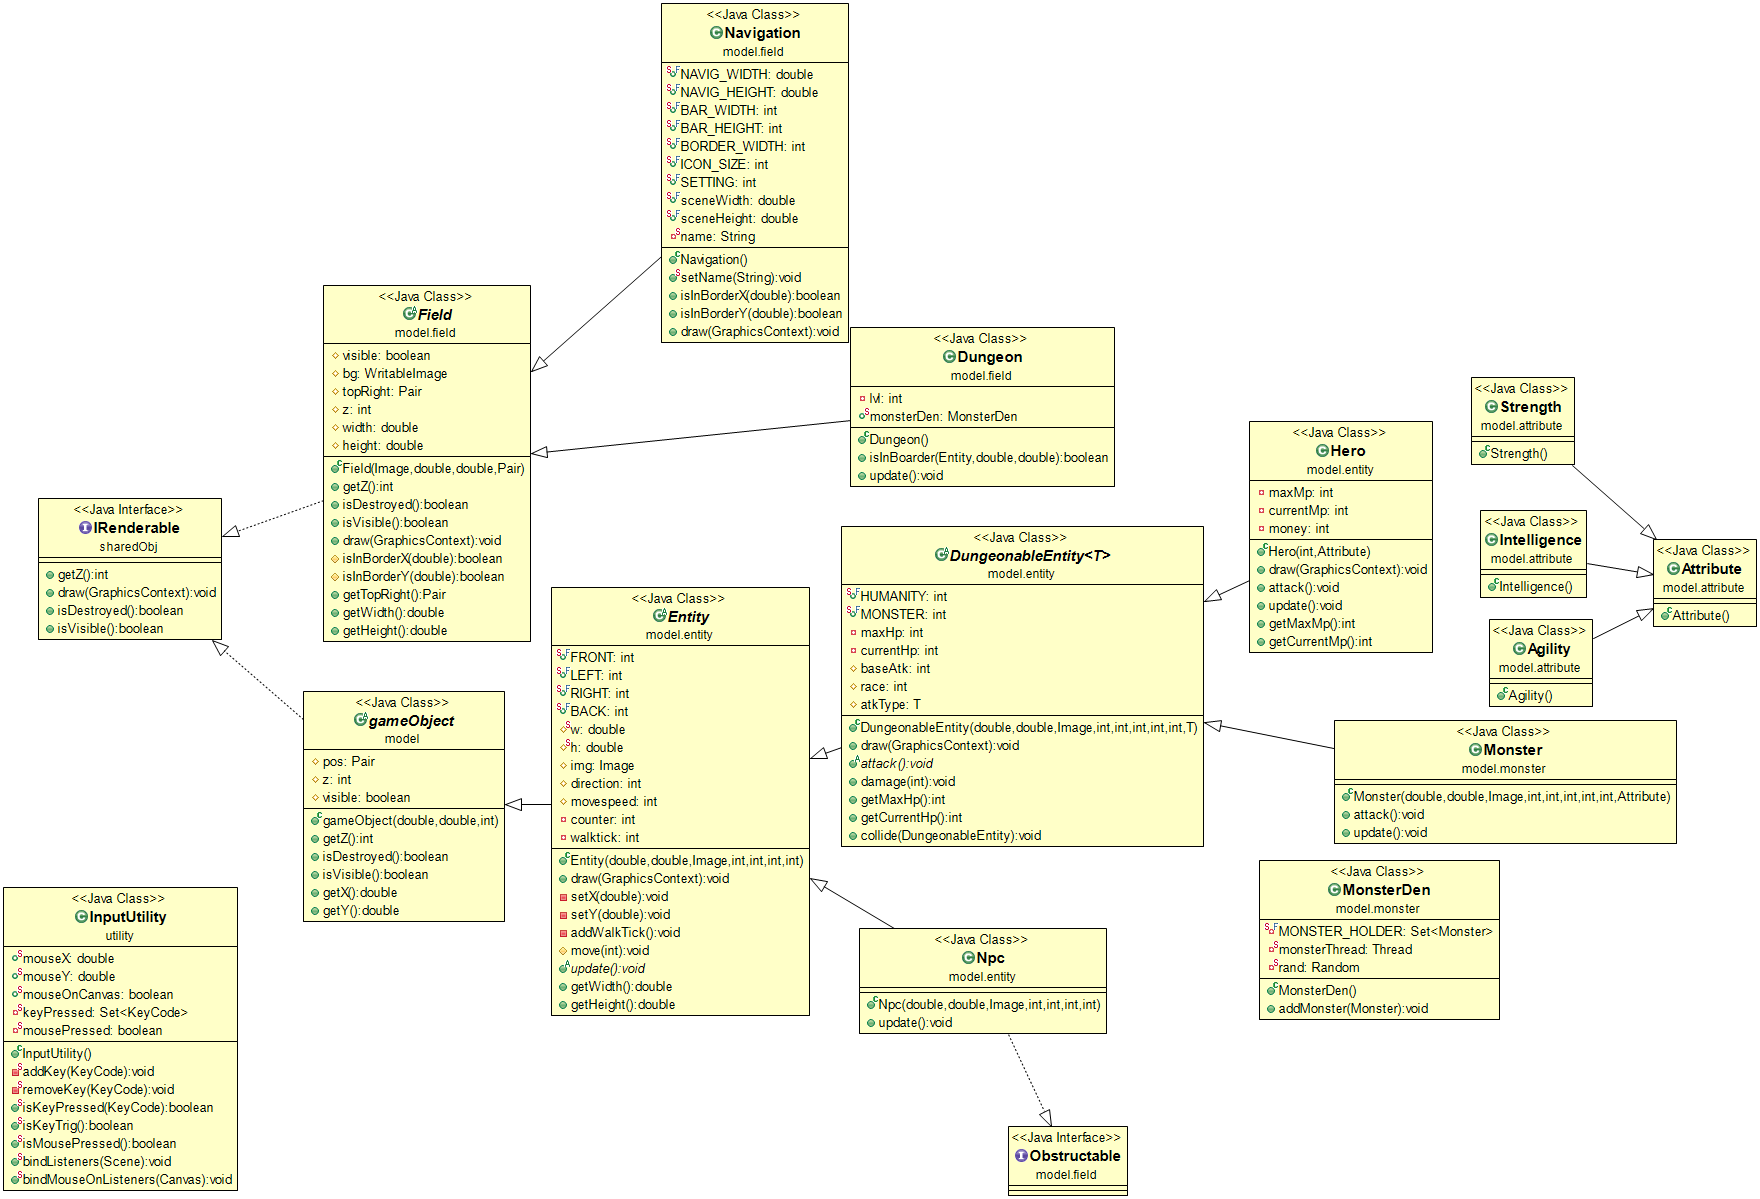 <<Java Class>>
Navigation
model.field
NAVIG_WIDTH: double
NAVIG_HEIGHT: double
BAR_WIDTH: int
BAR_HEIGHT: int
BORDER_WIDTH: int
ICON_SIZE: int
SETTING: int
sceneWidth: double
sceneHeight: double
name: String
Navigation()
setName(String):void
isInBorderX(double):boolean
isInBorderY(double):boolean
draw(GraphicsContext):void
<<Java Class>>
Field
model.field
visible: boolean
bg: WritableImage
topRight: Pair
z: int
width: double
height: double
Field(Image,double,double,Pair)
getZ():int
isDestroyed():boolean
isVisible():boolean
draw(GraphicsContext):void
isInBorderX(double):boolean
isInBorderY(double):boolean
getTopRight():Pair
getWidth():double
getHeight():double
<<Java Class>>
Dungeon
model.field
lvl: int
monsterDen: MonsterDen
Dungeon()
isInBoarder(Entity,double,double):boolean
update():void
<<Java Class>>
Strength
model.attribute
Strength()
<<Java Class>>
Hero
model.entity
maxMp: int
currentMp: int
money: int
Hero(int,Attribute)
draw(GraphicsContext):void
attack():void
update():void
getMaxMp():int
getCurrentMp():int
<<Java Class>>
Intelligence
model.attribute
Intelligence()
<<Java Class>>
Attribute
model.attribute
Attribute()
<<Java Class>>
Agility
model.attribute
Agility()
<<Java Interface>>
IRenderable
sharedObj
getZ():int
draw(GraphicsContext):void
isDestroyed():boolean
isVisible():boolean
<<Java Class>>
DungeonableEntity<T>
model.entity
HUMANITY: int
MONSTER: int
maxHp: int
currentHp: int
baseAtk: int
race: int
atkType: T
DungeonableEntity(double,double,Image,int,int,int,int,int,T)
draw(GraphicsContext):void
attack():void
damage(int):void
getMaxHp():int
getCurrentHp():int
collide(DungeonableEntity):void
<<Java Class>>
Entity
model.entity
FRONT: int
LEFT: int
RIGHT: int
BACK: int
w: double
h: double
img: Image
direction: int
movespeed: int
counter: int
walktick: int
Entity(double,double,Image,int,int,int,int)
draw(GraphicsContext):void
setX(double):void
setY(double):void
addWalkTick():void
move(int):void
update():void
getWidth():double
getHeight():double
<<Java Class>>
gameObject
model
pos: Pair
z: int
visible: boolean
gameObject(double,double,int)
getZ():int
isDestroyed():boolean
isVisible():boolean
getX():double
getY():double
<<Java Class>>
Monster
model.monster
Monster(double,double,Image,int,int,int,int,int,Attribute)
attack():void
update():void
<<Java Class>>
MonsterDen
model.monster
MONSTER_HOLDER: Set<Monster>
monsterThread: Thread
rand: Random
MonsterDen()
addMonster(Monster):void
<<Java Class>>
InputUtility
utility
mouseX: double
mouseY: double
mouseOnCanvas: boolean
keyPressed: Set<KeyCode>
mousePressed: boolean
InputUtility()
addKey(KeyCode):void
removeKey(KeyCode):void
isKeyPressed(KeyCode):boolean
isKeyTrig():boolean
isMousePressed():boolean
bindListeners(Scene):void
bindMouseOnListeners(Canvas):void
<<Java Class>>
Npc
model.entity
Npc(double,double,Image,int,int,int,int)
update():void
<<Java Interface>>
Obstructable
model.field